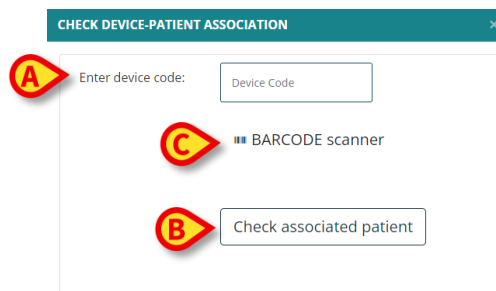 CHECK DEVICE-PATIENT ASSOCIATION ×
A Enter device code: Device Code
C BARCODE scanner
B Check associated patient